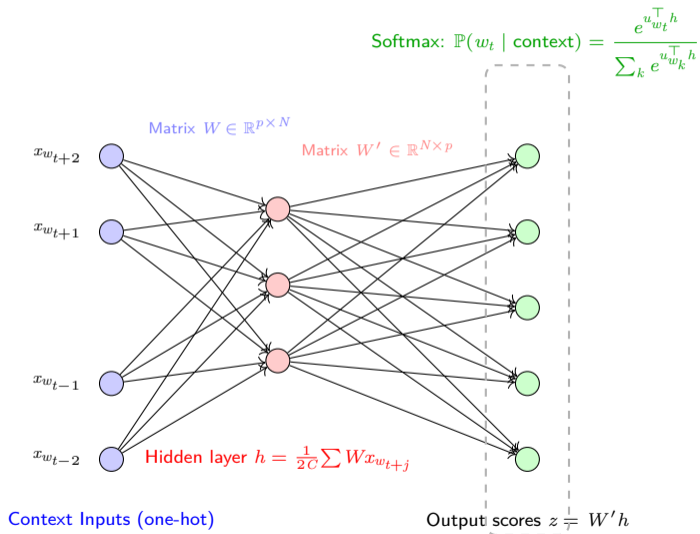 Softmax: ℙ(w_t | context) = e^{u_{w_t}^⊤ h} / ∑_k e^{u_{w_k}^⊤ h}
Matrix W ∈ ℝ^{p×N}
Matrix W′ ∈ ℝ^{N×p}
x_{w_{t+2}}
x_{w_{t+1}}
x_{w_{t−1}}
x_{w_{t−2}}
Hidden layer h = \frac{1}{2C} ∑ W x_{w_{t+j}}
Context Inputs (one-hot)
Output scores z = W′h